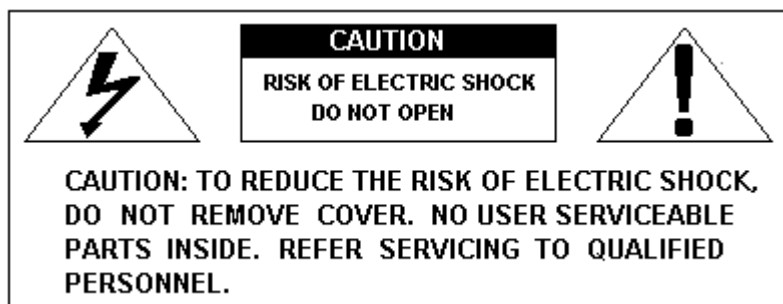 CAUTION
RISK OF ELECTRIC SHOCK
DO NOT OPEN
CAUTION: TO REDUCE THE RISK OF ELECTRIC SHOCK,
DO NOT REMOVE COVER. NO USER SERVICEABLE
PARTS INSIDE. REFER SERVICING TO QUALIFIED
PERSONNEL.